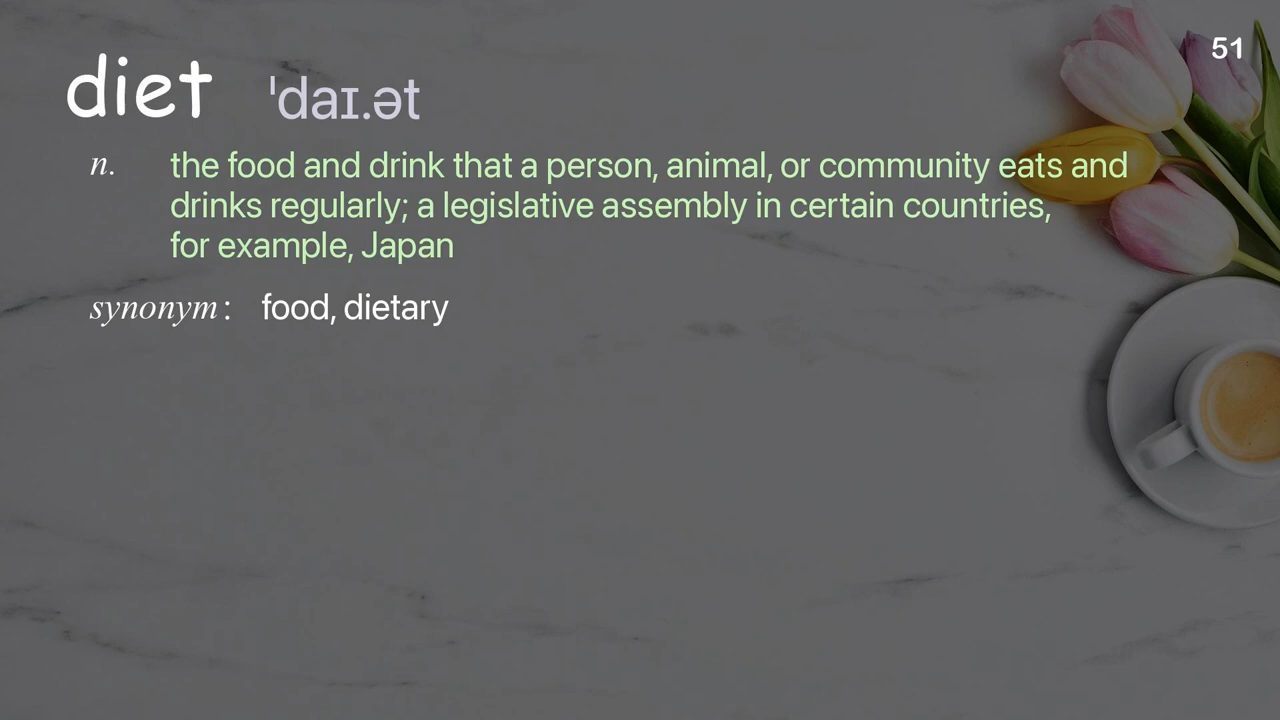 51
diet ˈdaɪ.ət
n. the food and drink that a person, animal, or community eats and
drinks regularly; a legislative assembly in certain countries,
for example, Japan
synonym: food, dietary